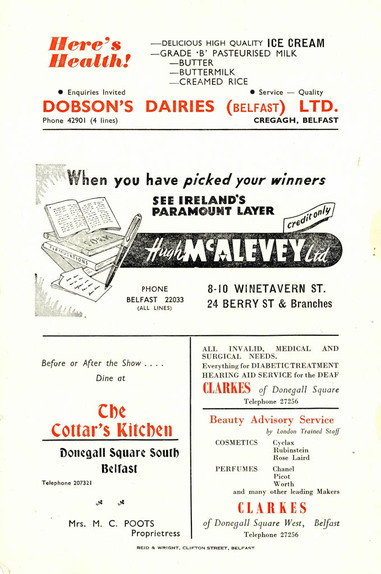 Here's
Health!
—DELICIOUS HIGH QUALITY ICE CREAM
—GRADE 'B' PASTEURISED MILK
—BUTTER
—BUTTERMILK
—CREAMED RICE
● Enquiries Invited
● Service — Quality
DOBSON'S DAIRIES (BELFAST) LTD.
Phone 42901 (4 lines)
CREGAGH, BELFAST
When you have picked your winners
SEE IRELAND'S
PARAMOUNT LAYER
credit only
Hugh McALEVEY Ltd.
PHONE
BELFAST 22033
(ALL LINES)
8-10 WINETAVERN ST.
24 BERRY ST & Branches
Before or After the Show . . . .
Dine at
The
Cottar's Kitchen
Donegall Square South
Belfast
Telephone 207321
Mrs. M. C. POOTS
Proprietress
ALL INVALID, MEDICAL AND
SURGICAL NEEDS.
Everything for DIABETIC TREATMENT
HEARING AID SERVICE for the DEAF
CLARKES of Donegall Square
Telephone 27256
Beauty Advisory Service
by London Trained Staff
COSMETICS Cyclax
Rubinstein
Rose Laird
PERFUMES Chanel
Picot
Worth
and many other leading Makers
CLARKES
of Donegall Square West, Belfast
Telephone 27256
REID & WRIGHT, CLIFTON STREET, BELFAST